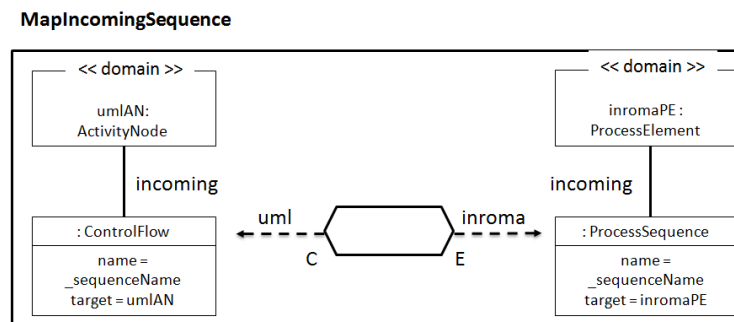 MapIncomingSequence
<< domain >>
umlAN:
ActivityNode
incoming
: ControlFlow
name =
_sequenceName
target = umlAN
uml
inroma
C
E
<< domain >>
inromaPE :
ProcessElement
incoming
: ProcessSequence
name =
_sequenceName
target = inromaPE